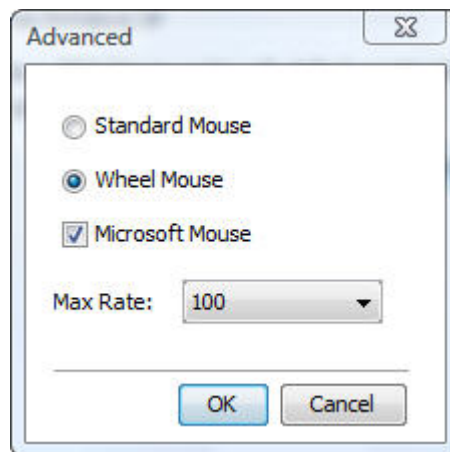 Advanced
Standard Mouse
Wheel Mouse
Microsoft Mouse
Max Rate: 100
OK Cancel